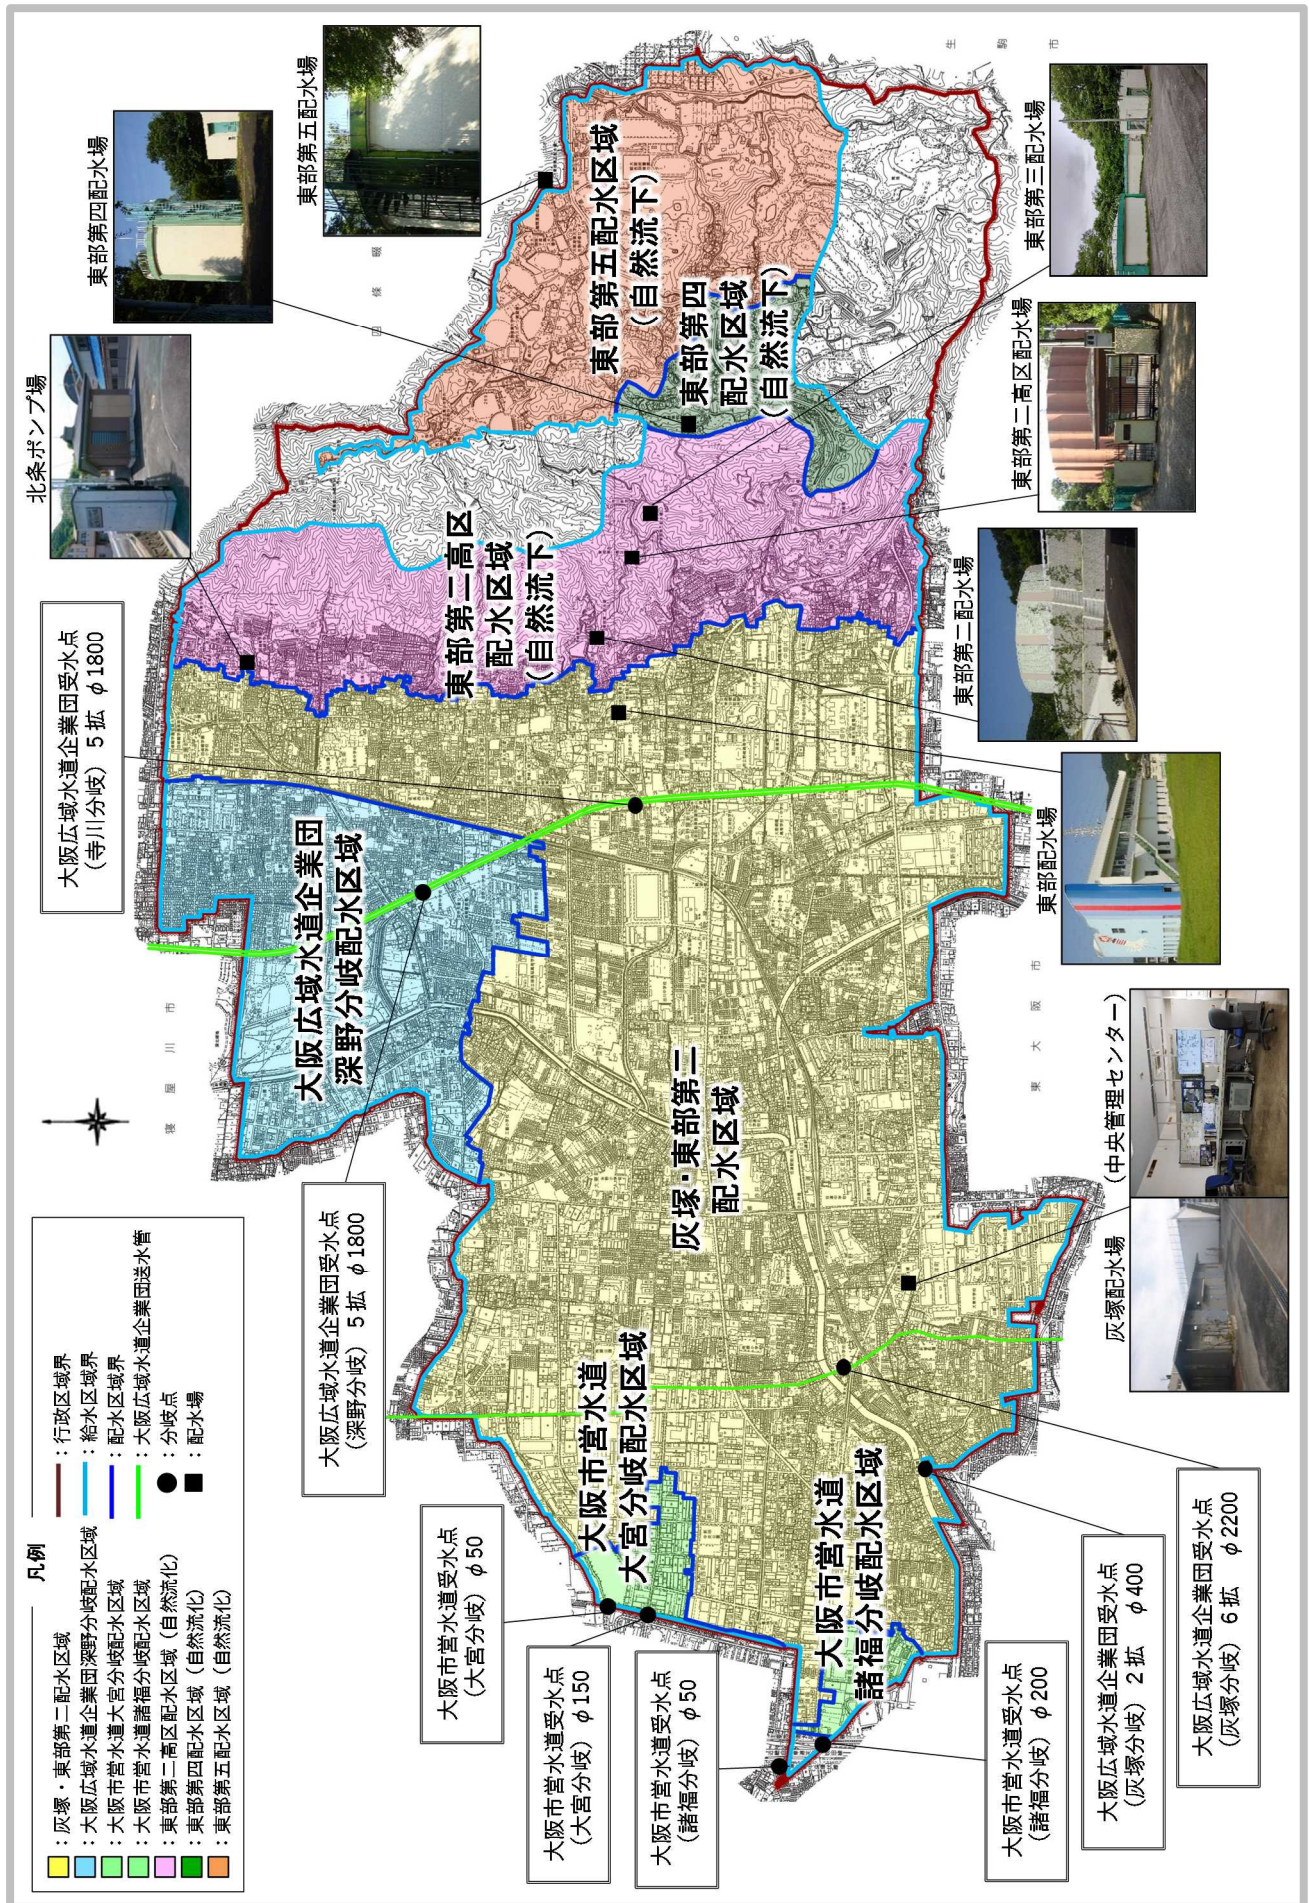 凡例
：灰塚・東部第二配水区域
：大阪広域水道企業団深野分岐配水区域
：大阪市営水道大宮分岐配水区域
：大阪市営水道諸福分岐配水区域
：東部第二高区配水区域（自然流化）
：東部第四配水区域（自然流化）
：東部第五配水区域（自然流化）
：行政区域界
：給水区域界
：配水区域界
：大阪広域水道企業団送水管
：分岐点
：配水場
大阪広域水道企業団受水点
（寺川分岐）５拡 φ1800
北条ポンプ場
東部第四配水場
東部第五配水場
大阪広域水道企業団受水点
（深野分岐）５拡 φ1800
大阪市営水道受水点
（大宮分岐）φ50
大阪市営水道受水点
（大宮分岐）φ150
大阪市営水道受水点
（諸福分岐）φ50
大阪市営水道受水点
（諸福分岐）φ200
大阪広域水道企業団受水点
（灰塚分岐）２拡 φ400
大阪広域水道企業団受水点
（灰塚分岐）６拡 φ2200
寝屋川市
四條畷
生駒市
東大阪市
大阪広域水道企業団
深野分岐配水区域
東部第二高区
配水区域
（自然流下）
東部第五配水区域
（自然流下）
東部第四
配水区域
（自然流下）
灰塚・東部第二
配水区域
大阪市営水道
大宮分岐配水区域
大阪市営水道
諸福分岐配水区域
灰塚配水場
（中央管理センター）
東部配水場
東部第二配水場
東部第二高区配水場
東部第三配水場